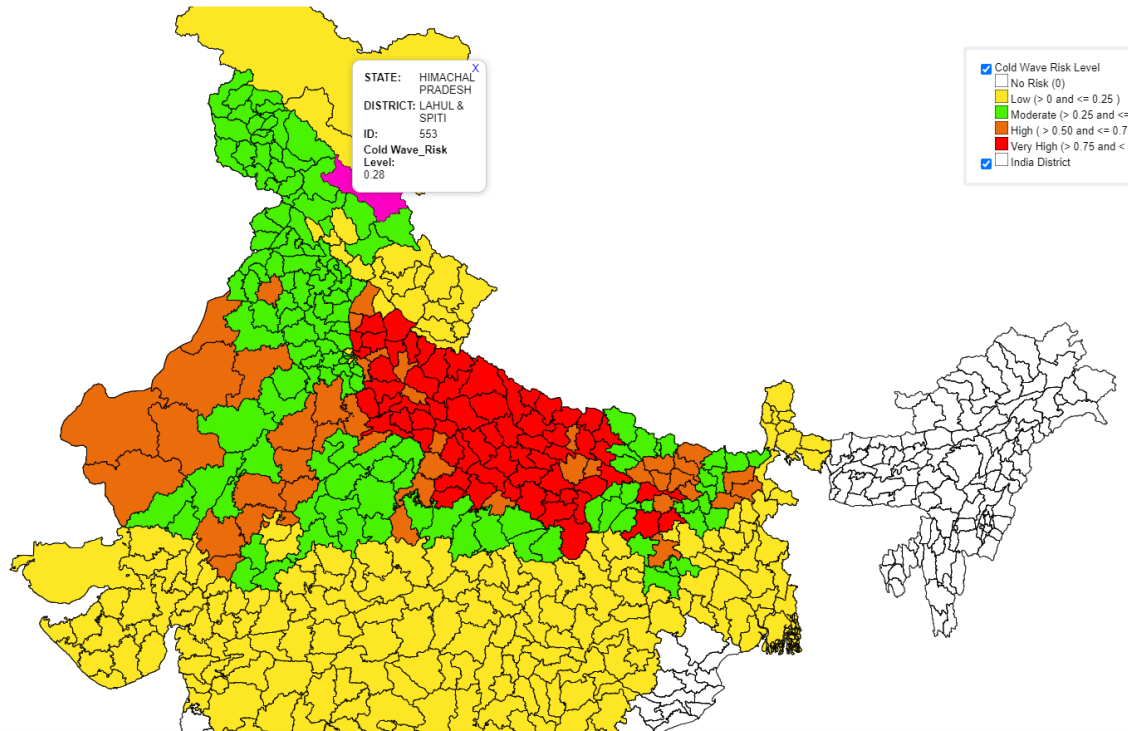 X
STATE: HIMACHAL
PRADESH
DISTRICT: LAHUL &
SPITI
ID: 553
Cold Wave_Risk
Level:
0.28
Cold Wave Risk Level
No Risk (0)
Low (> 0 and <= 0.25 )
Moderate (> 0.25 and <=
High ( > 0.50 and <= 0.7
Very High (> 0.75 and <
India District